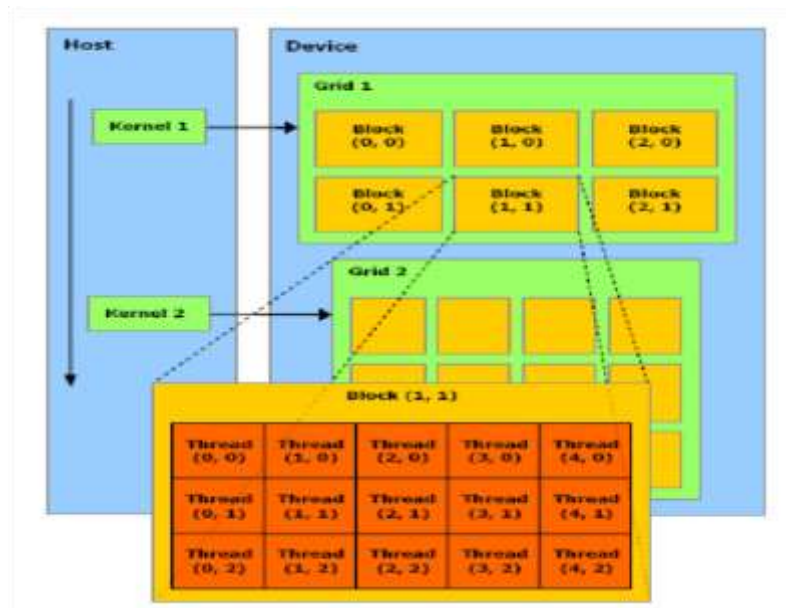 Host
Device
Grid 1
Kernel 1
Block
(0, 0)
Block
(1, 0)
Block
(2, 0)
Block
(0, 1)
Block
(1, 1)
Block
(2, 1)
Grid 2
Kernel 2
Block (1, 1)
Thread
(0, 0)
Thread
(1, 0)
Thread
(2, 0)
Thread
(3, 0)
Thread
(4, 0)
Thread
(0, 1)
Thread
(1, 1)
Thread
(2, 1)
Thread
(3, 1)
Thread
(4, 1)
Thread
(0, 2)
Thread
(1, 2)
Thread
(2, 2)
Thread
(3, 2)
Thread
(4, 2)